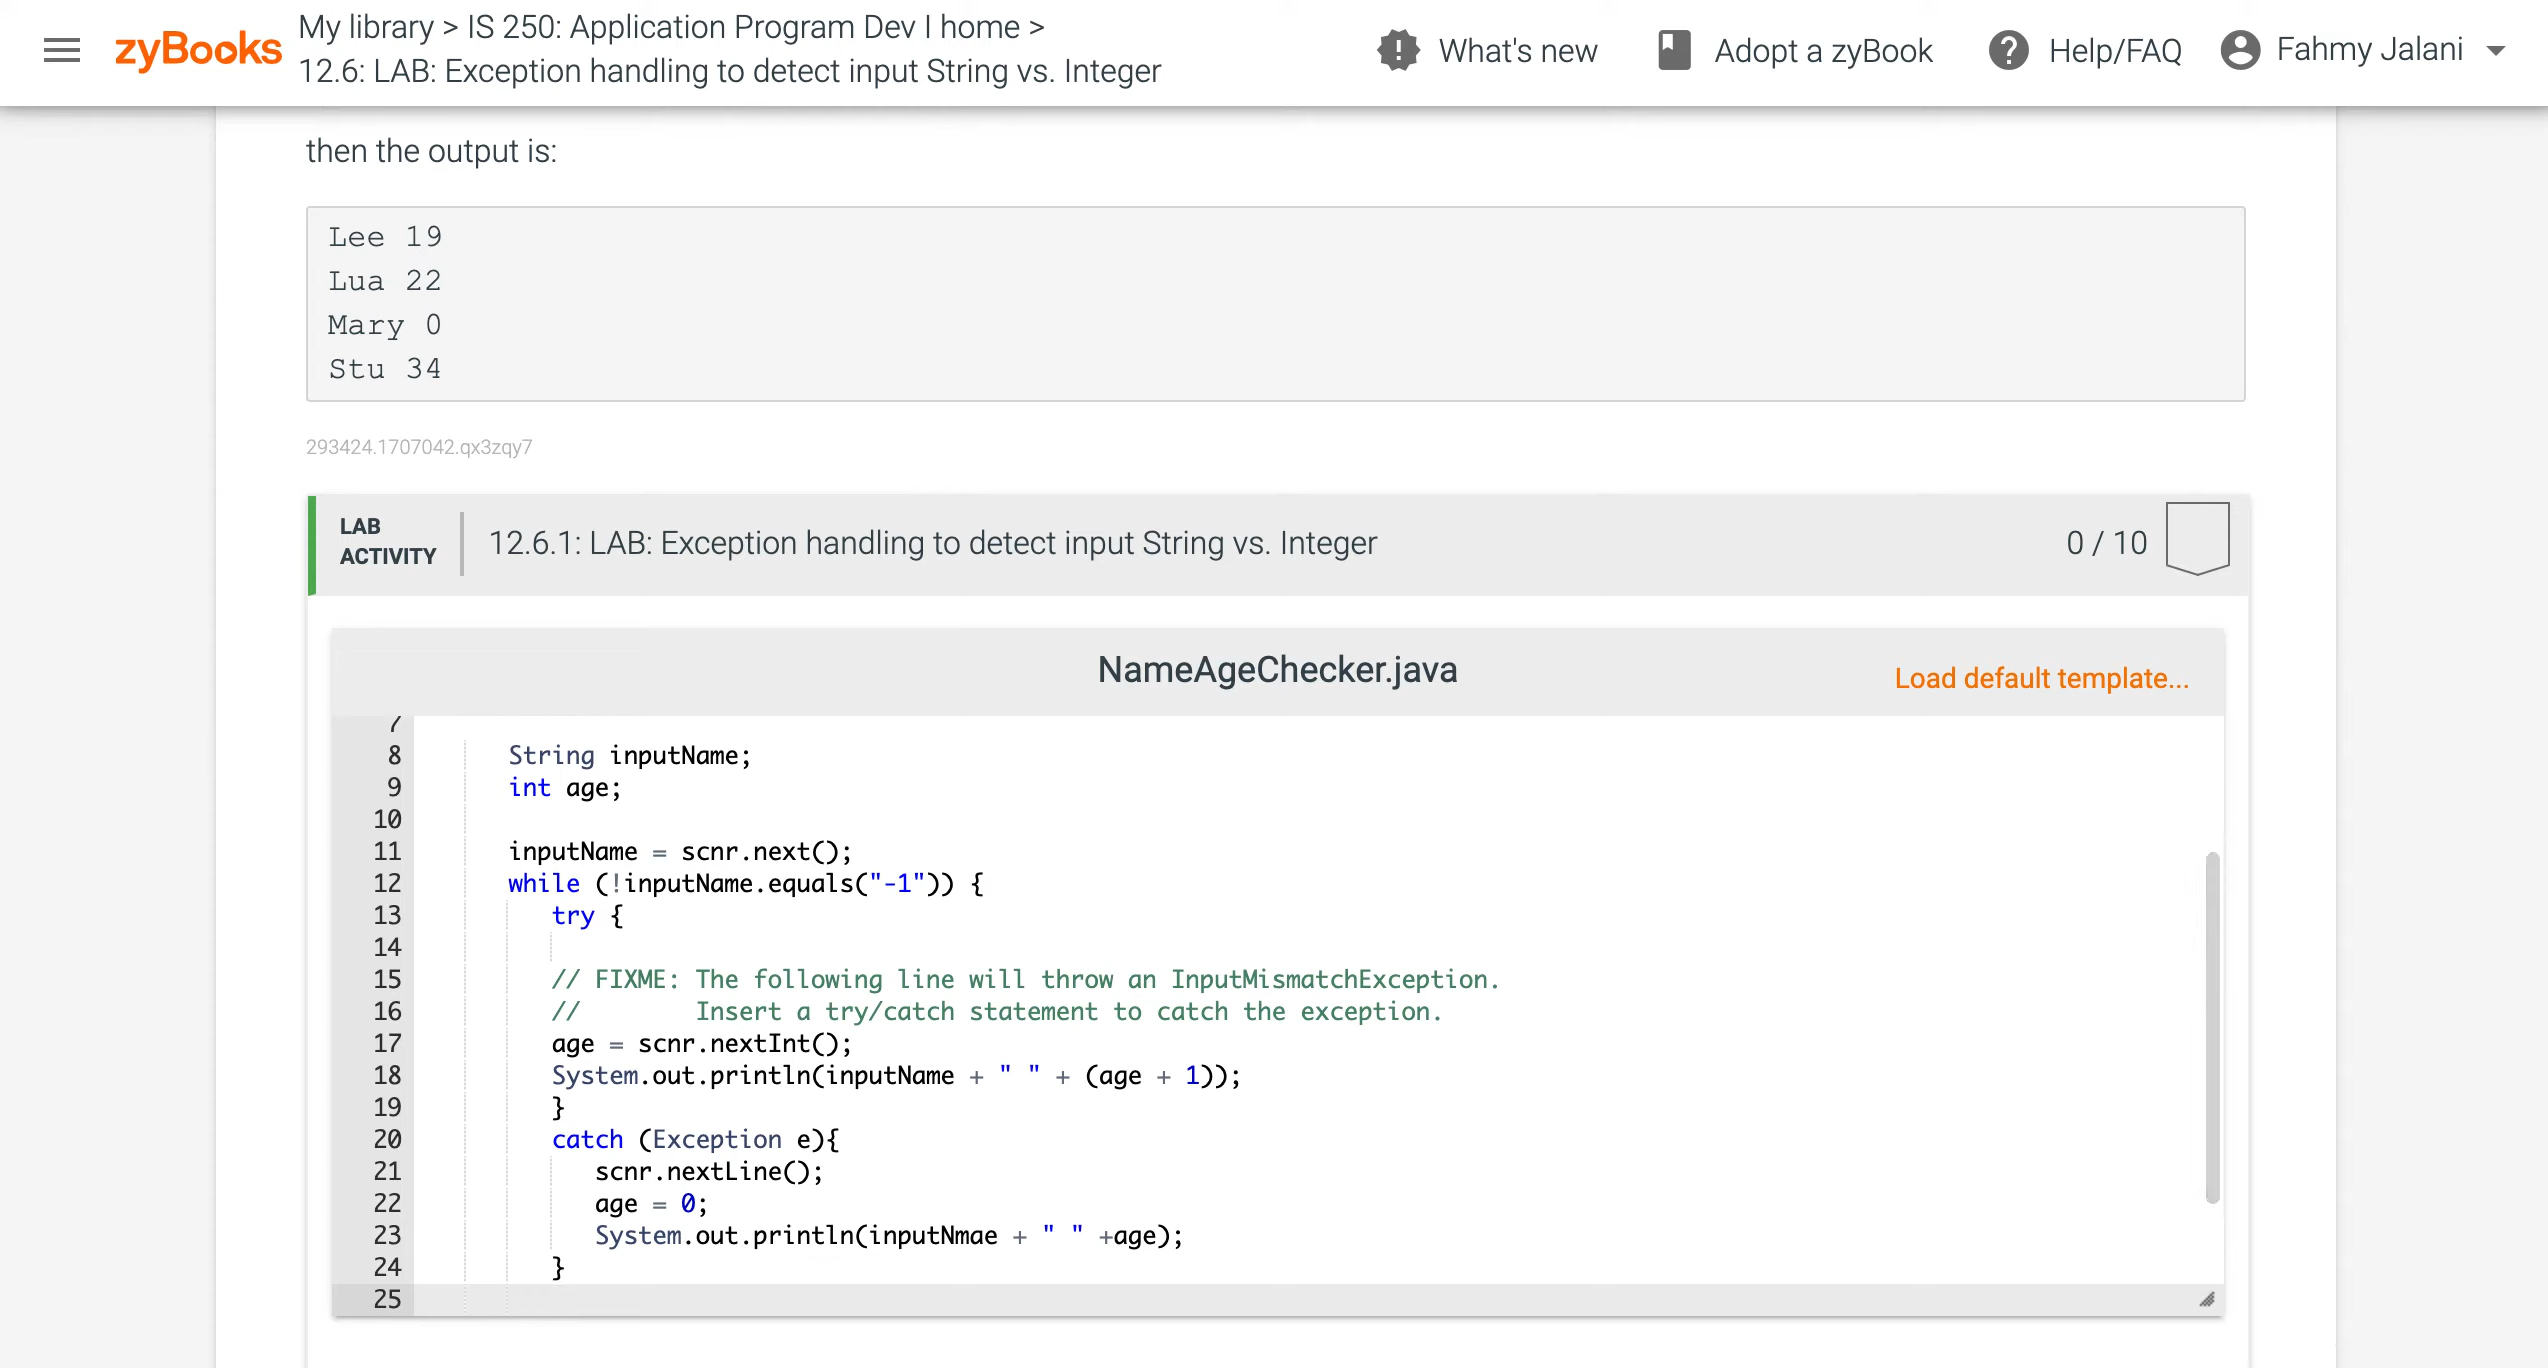 zyBooks
My library > IS 250: Application Program Dev I home >
12.6: LAB: Exception handling to detect input String vs. Integer
What's new
Adopt a zyBook
Help/FAQ
Fahmy Jalani
then the output is:
Lee 19
Lua 22
Mary 0
Stu 34
293424.1707042.qx3zqy7
LAB
ACTIVITY
12.6.1: LAB: Exception handling to detect input String vs. Integer
0 / 10
NameAgeChecker.java
Load default template...
7
8 String inputName;
9 int age;
10
11 inputName = scnr.next();
12 while (!inputName.equals("-1")) {
13 try {
14
15 // FIXME: The following line will throw an InputMismatchException.
16 // Insert a try/catch statement to catch the exception.
17 age = scnr.nextInt();
18 System.out.println(inputName + " " + (age + 1));
19 }
20 catch (Exception e){
21 scnr.nextLine();
22 age = 0;
23 System.out.println(inputNmae + " " +age);
24 }
25